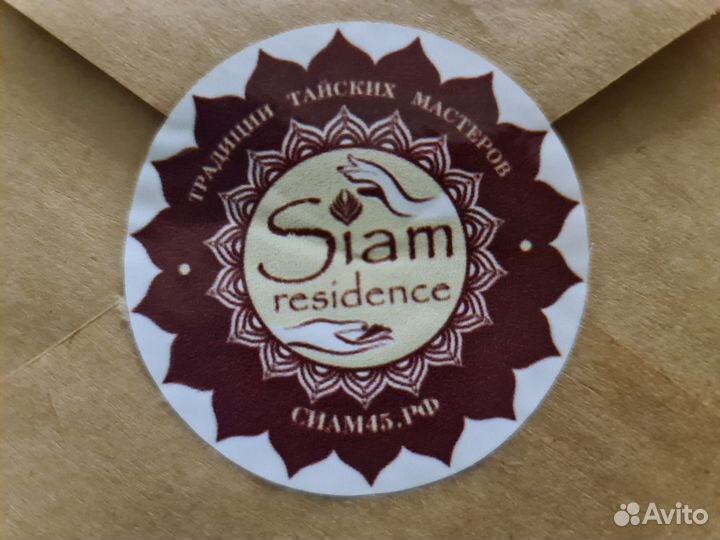 ТРАДИЦИИ ТАЙСКИХ МАСТЕРОВ
Siam
residence
СИАМ45.РФ
Avito